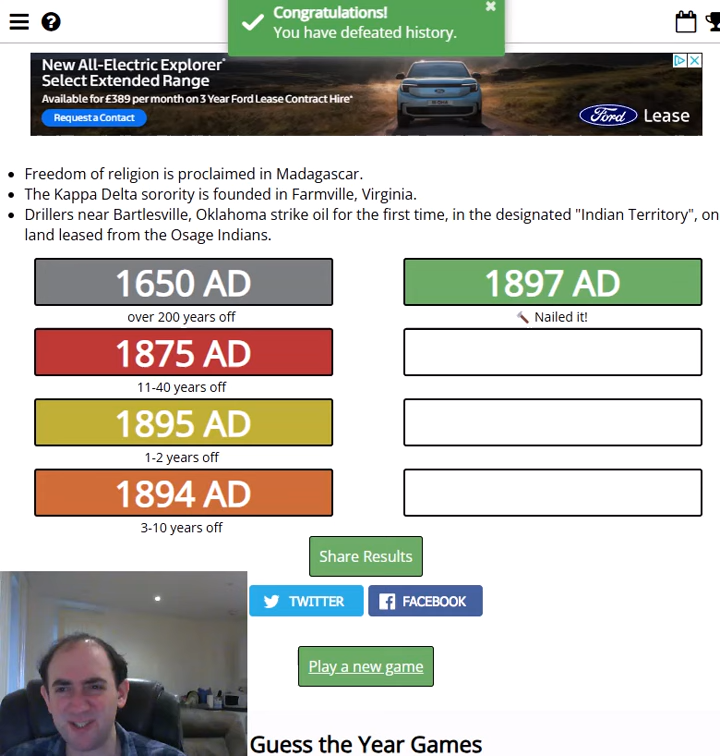 Congratulations!
You have defeated history.
New All-Electric Explorer*
Select Extended Range
Available for £389 per month on 3 Year Ford Lease Contract Hire*
Request a Contact
Ford Lease
Freedom of religion is proclaimed in Madagascar.
The Kappa Delta sorority is founded in Farmville, Virginia.
Drillers near Bartlesville, Oklahoma strike oil for the first time, in the designated "Indian Territory", on
land leased from the Osage Indians.
1650 AD
over 200 years off
1875 AD
11-40 years off
1895 AD
1-2 years off
1894 AD
3-10 years off
1897 AD
Nailed it!
Share Results
TWITTER
FACEBOOK
Play a new game
Guess the Year Games